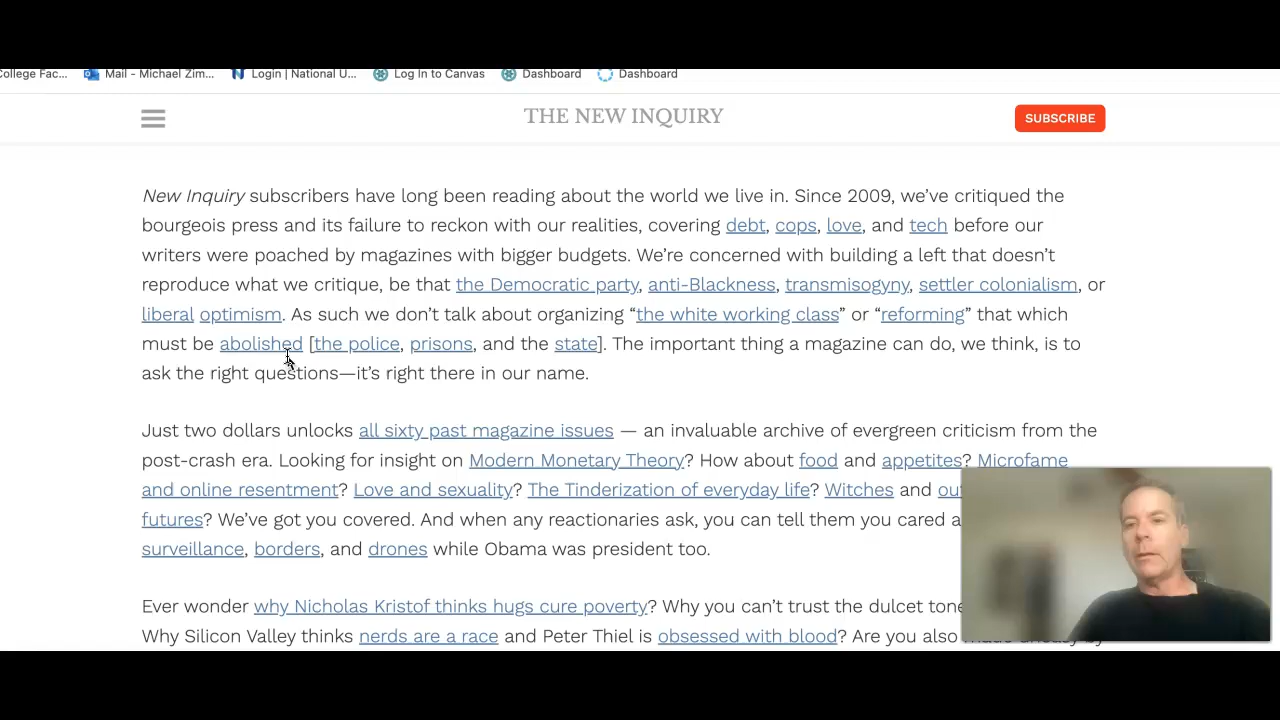 College Fac...
Mail - Michael Zim...
Login | National U...
Log In to Canvas
Dashboard
Dashboard
THE NEW INQUIRY
SUBSCRIBE
New Inquiry subscribers have long been reading about the world we live in. Since 2009, we’ve critiqued the
bourgeois press and its failure to reckon with our realities, covering debt, cops, love, and tech before our
writers were poached by magazines with bigger budgets. We’re concerned with building a left that doesn’t
reproduce what we critique, be that the Democratic party, anti-Blackness, transmisogyny, settler colonialism, or
liberal optimism. As such we don’t talk about organizing “the white working class” or “reforming” that which
must be abolished [the police, prisons, and the state]. The important thing a magazine can do, we think, is to
ask the right questions—it’s right there in our name.
Just two dollars unlocks all sixty past magazine issues — an invaluable archive of evergreen criticism from the
post-crash era. Looking for insight on Modern Monetary Theory? How about food and appetites? Microfame
and online resentment? Love and sexuality? The Tinderization of everyday life? Witches and
futures? We’ve got you covered. And when any reactionaries ask, you can tell them you cared
surveillance, borders, and drones while Obama was president too.
Ever wonder why Nicholas Kristof thinks hugs cure poverty? Why you can’t trust the dulcet
Why Silicon Valley thinks nerds are a race and Peter Thiel is obsessed with blood? Are you also